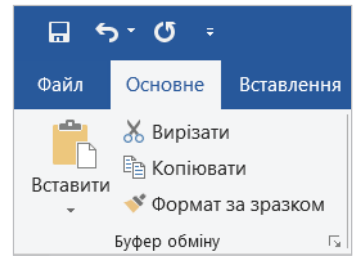 Файл Основне Вставлення
Вирізати
Копіювати
Вставити
Формат за зразком
Буфер обміну